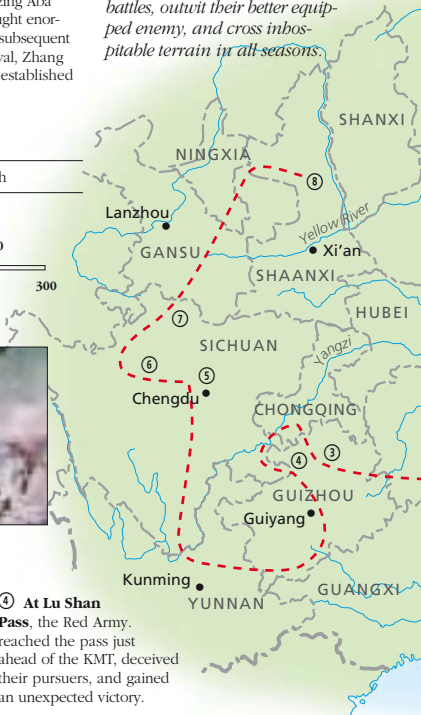 zing Aba
ught enor-
subsequent
val, Zhang
established
battles, outwit their better equip-
ped enemy, and cross inhos-
pitable terrain in all seasons.
h
0
300
SHANXI
NINGXIA
8
Lanzhou
Yellow River
Xi'an
GANSU
SHAANXI
HUBEI
7
SICHUAN
Yangzi
6
5
Chengdu
CHONGQING
3
4
GUIZHOU
Guiyang
Kunming
YUNNAN
GUANGXI
④ At Lu Shan
Pass, the Red Army.
reached the pass just
ahead of the KMT, deceived
their pursuers, and gained
an unexpected victory.